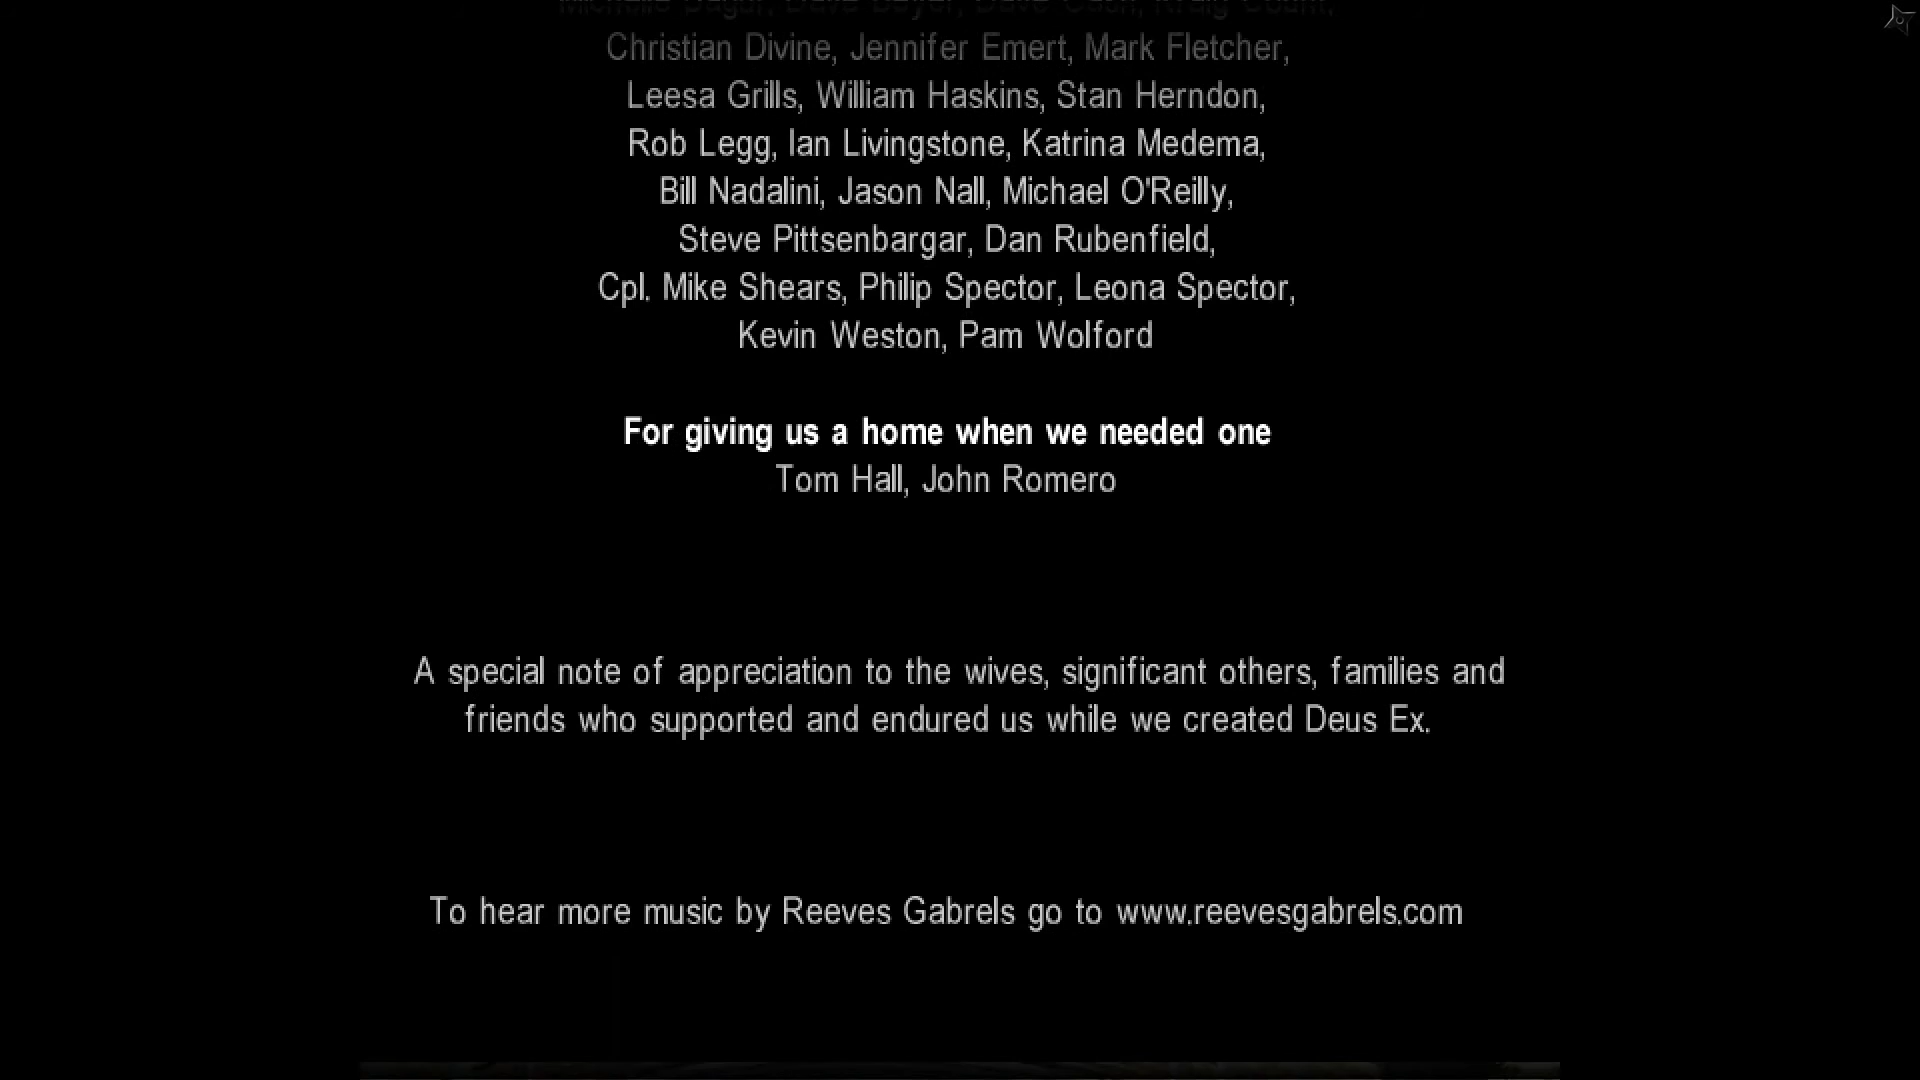 Christian Divine, Jennifer Emert, Mark Fletcher,
Leesa Grills, William Haskins, Stan Herndon,
Rob Legg, Ian Livingstone, Katrina Medema,
Bill Nadalini, Jason Nall, Michael O'Reilly,
Steve Pittsenbargar, Dan Rubenfield,
Cpl. Mike Shears, Philip Spector, Leona Spector,
Kevin Weston, Pam Wolford
For giving us a home when we needed one
Tom Hall, John Romero
A special note of appreciation to the wives, significant others, families and
friends who supported and endured us while we created Deus Ex.
To hear more music by Reeves Gabrels go to www.reevesgabrels.com